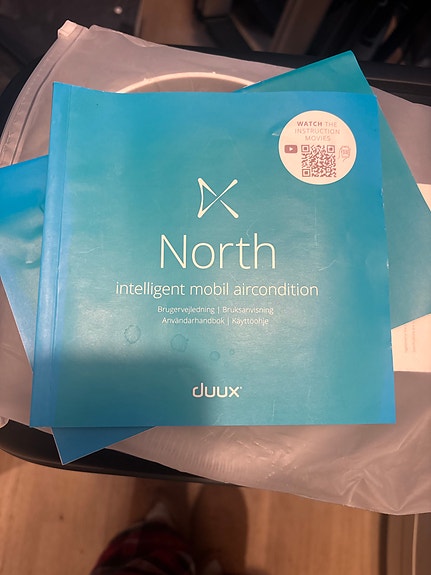 WATCH THE
INSTRUCTION
MOVIES
North
intelligent mobil aircondition
Brugervejledning | Bruksanvisning
Användarhandbok | Käyttöohje
duux